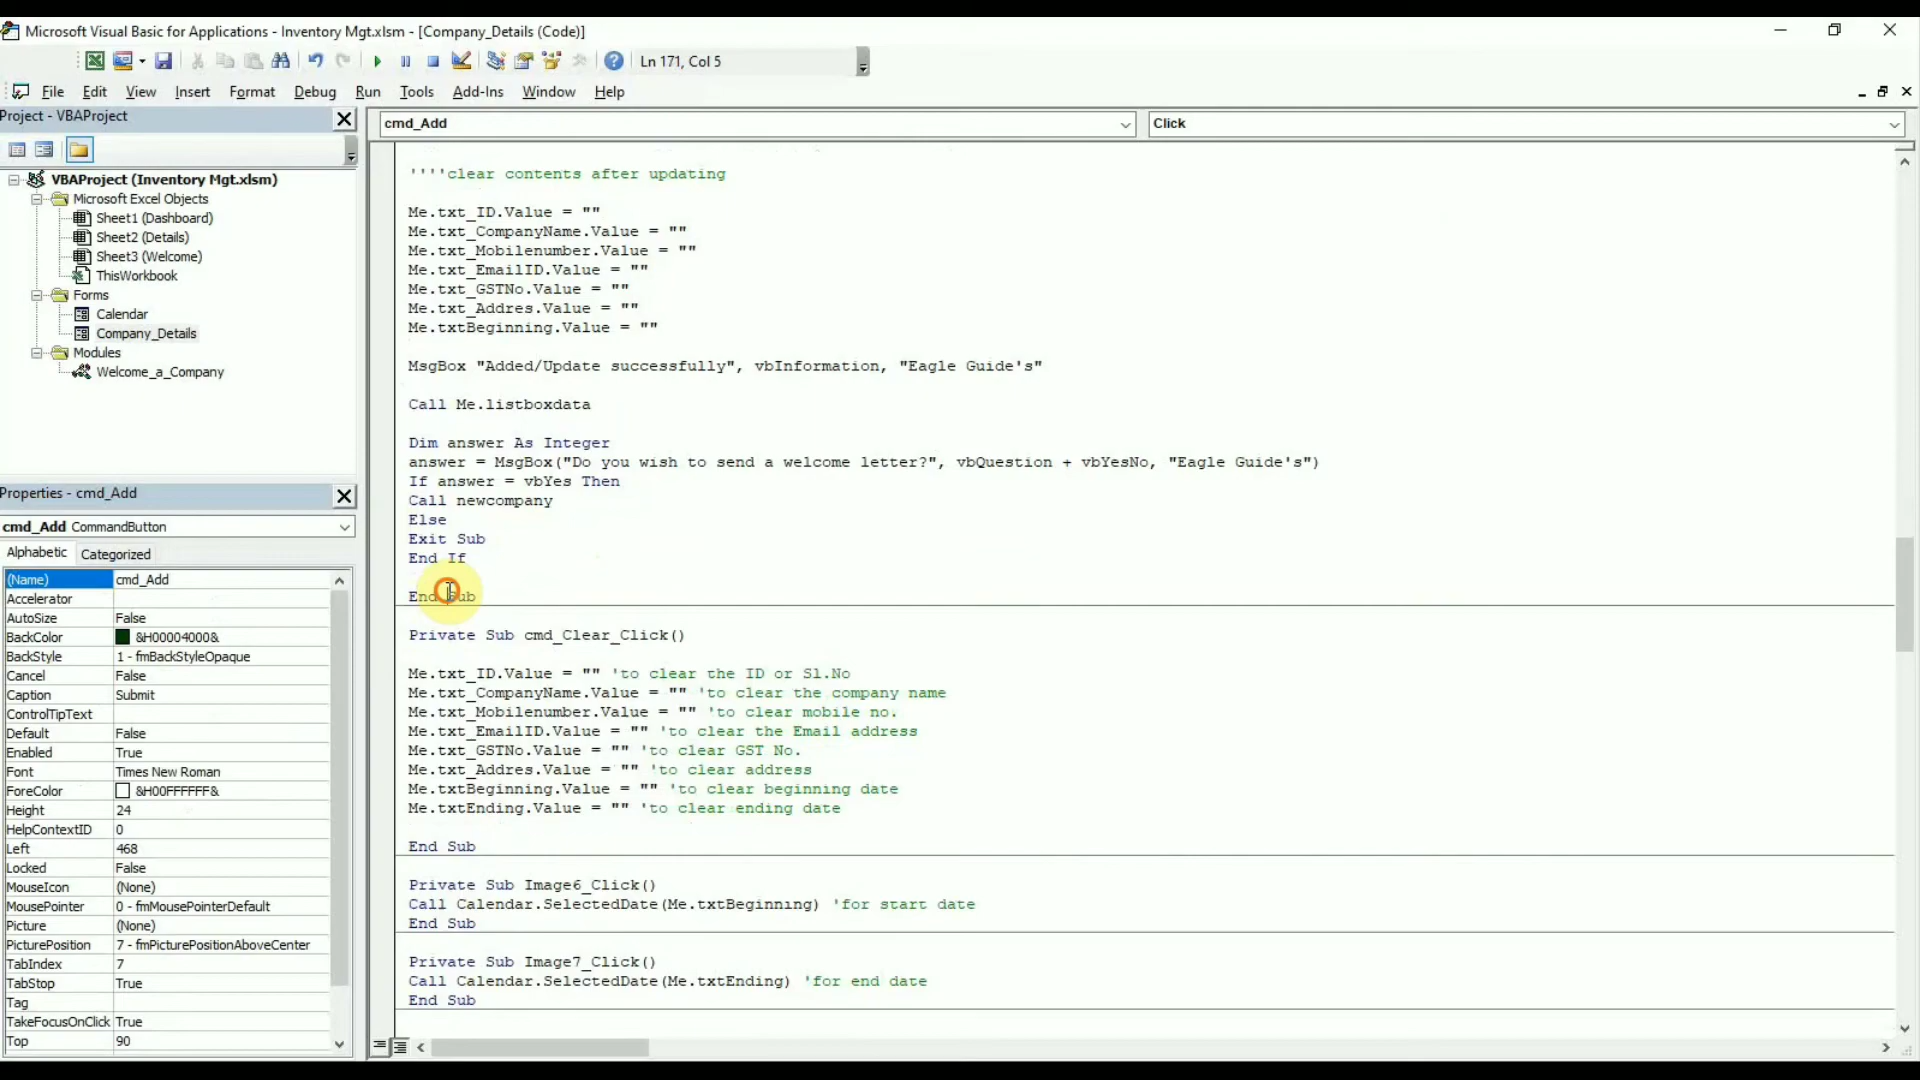 Microsoft Visual Basic for Applications - Inventory Mgt.xlsm - [Company_Details (Code)]
Ln 171, Col 5
File Edit View Insert Format Debug Run Tools Add-Ins Window Help
Project - VBAProject
VBAProject (Inventory Mgt.xlsm)
Microsoft Excel Objects
Sheet1 (Dashboard)
Sheet2 (Details)
Sheet3 (Welcome)
ThisWorkbook
Forms
Calendar
Company_Details
Modules
Welcome_a_Company
Properties - cmd_Add
cmd_Add CommandButton
Alphabetic Categorized
(Name) cmd_Add
Accelerator
AutoSize False
BackColor &H00004000&
BackStyle 1 - fmBackStyleOpaque
Cancel False
Caption Submit
ControlTipText
Default False
Enabled True
Font Times New Roman
ForeColor &H00FFFFFF&
Height 24
HelpContextID 0
Left 468
Locked False
MouseIcon (None)
MousePointer 0 - fmMousePointerDefault
Picture (None)
PicturePosition 7 - fmPicturePositionAboveCenter
TabIndex 7
TabStop True
Tag
TakeFocusOnClick True
Top 90
cmd_Add Click
''''clear contents after updating
Me.txt_ID.Value = ""
Me.txt_CompanyName.Value = ""
Me.txt_Mobilenumber.Value = ""
Me.txt_EmailID.Value = ""
Me.txt_GSTNo.Value = ""
Me.txt_Addres.Value = ""
Me.txtBeginning.Value = ""
MsgBox "Added/Update successfully", vbInformation, "Eagle Guide's"
Call Me.listboxdata
Dim answer As Integer
answer = MsgBox("Do you wish to send a welcome letter?", vbQuestion + vbYesNo, "Eagle Guide's")
If answer = vbYes Then
Call newcompany
Else
Exit Sub
End If
End Sub
Private Sub cmd_Clear_Click()
Me.txt_ID.Value = "" 'to clear the ID or Sl.No
Me.txt_CompanyName.Value = "" 'to clear the company name
Me.txt_Mobilenumber.Value = "" 'to clear mobile no.
Me.txt_EmailID.Value = "" 'to clear the Email address
Me.txt_GSTNo.Value = "" 'to clear GST No.
Me.txt_Addres.Value = "" 'to clear address
Me.txtBeginning.Value = "" 'to clear beginning date
Me.txtEnding.Value = "" 'to clear ending date
End Sub
Private Sub Image6_Click()
Call Calendar.SelectedDate(Me.txtBeginning) 'for start date
End Sub
Private Sub Image7_Click()
Call Calendar.SelectedDate(Me.txtEnding) 'for end date
End Sub